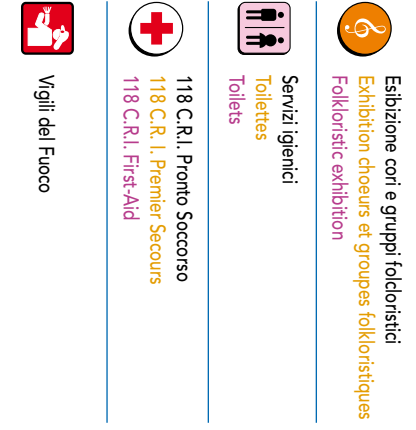 Esibizione cori e gruppi folcloristici
Exhibition choeurs et groupes folkloristiques
Folkloristic exhibition
Servizi igienici
Toilettes
Toilets
118 C.R.I. Pronto Soccorso
118 C.R. I. Premier Secours
118 C.R.I. First-Aid
Vigili del Fuoco